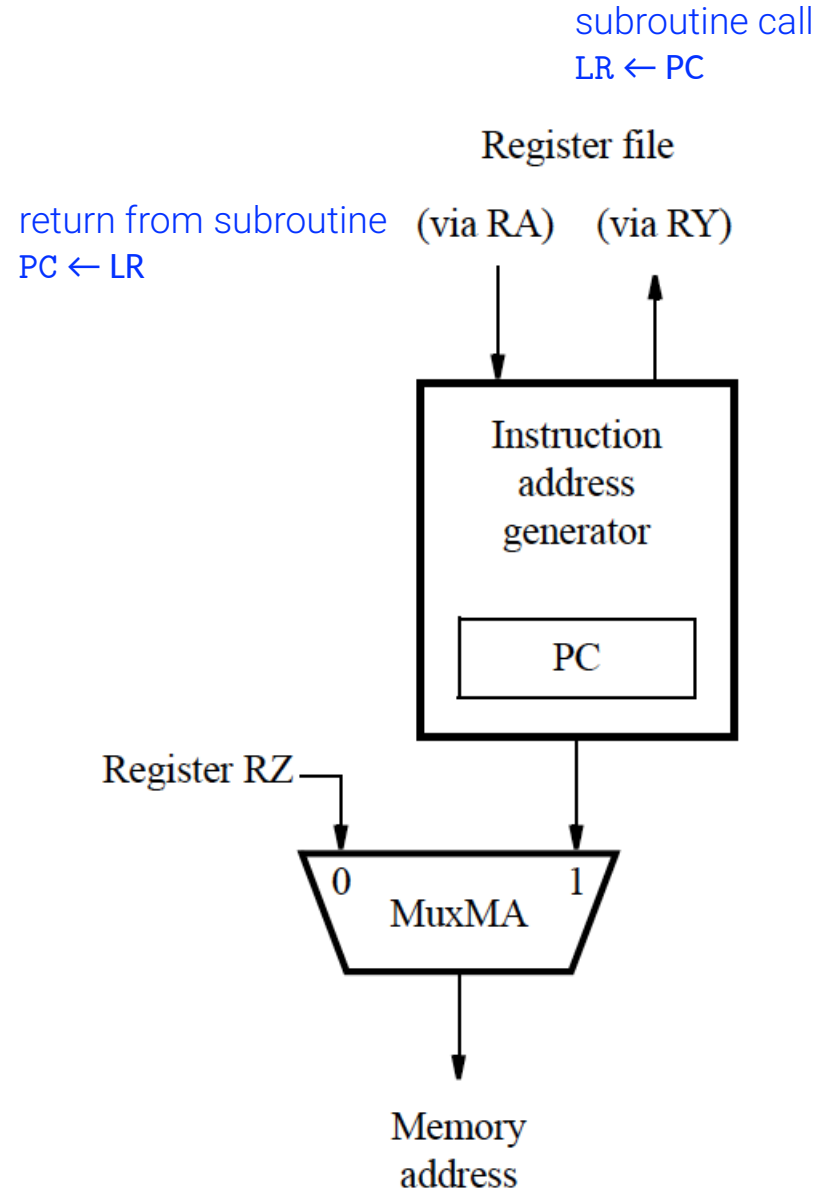 subroutine call
LR ← PC
Register file
return from subroutine
PC ← LR
(via RA) (via RY)
Instruction
address
generator
PC
Register RZ
0 1
MuxMA
Memory
address